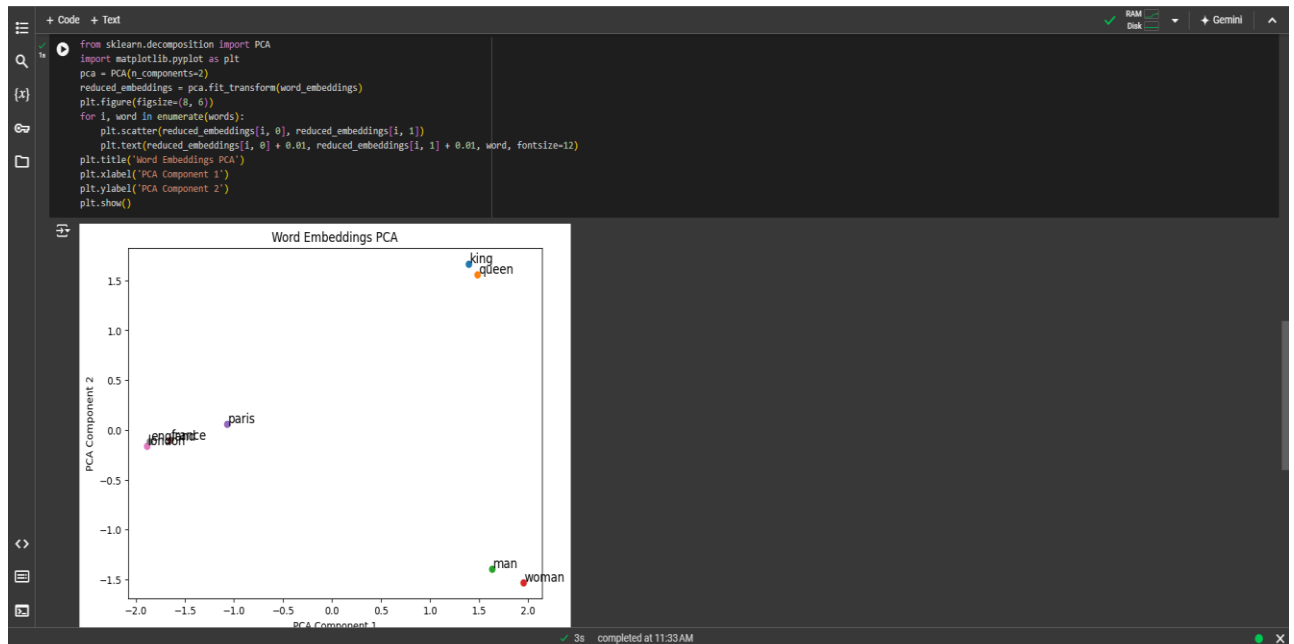 + Code + Text
RAM
Disk
Gemini
{x}
1s
from sklearn.decomposition import PCA
import matplotlib.pyplot as plt
pca = PCA(n_components=2)
reduced_embeddings = pca.fit_transform(word_embeddings)
plt.figure(figsize=(8, 6))
for i, word in enumerate(words):
    plt.scatter(reduced_embeddings[i, 0], reduced_embeddings[i, 1])
    plt.text(reduced_embeddings[i, 0] + 0.01, reduced_embeddings[i, 1] + 0.01, word, fontsize=12)
plt.title('Word Embeddings PCA')
plt.xlabel('PCA Component 1')
plt.ylabel('PCA Component 2')
plt.show()
Word Embeddings PCA
king
queen
1.5
1.0
0.5
PCA Component 2
paris
0.0
england
france
london
−0.5
−1.0
man
woman
−1.5
−2.0 −1.5 −1.0 −0.5 0.0 0.5 1.0 1.5 2.0
PCA Component 1
3s completed at 11:33 AM